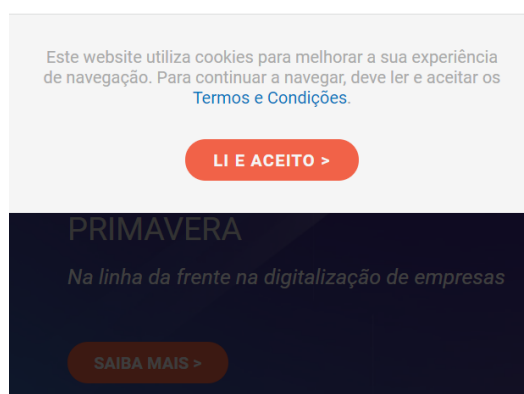 Este website utiliza cookies para melhorar a sua experiência
de navegação. Para continuar a navegar, deve ler e aceitar os
Termos e Condições.
LI E ACEITO >
PRIMAVERA
Na linha da frente na digitalização de empresas
SAIBA MAIS >